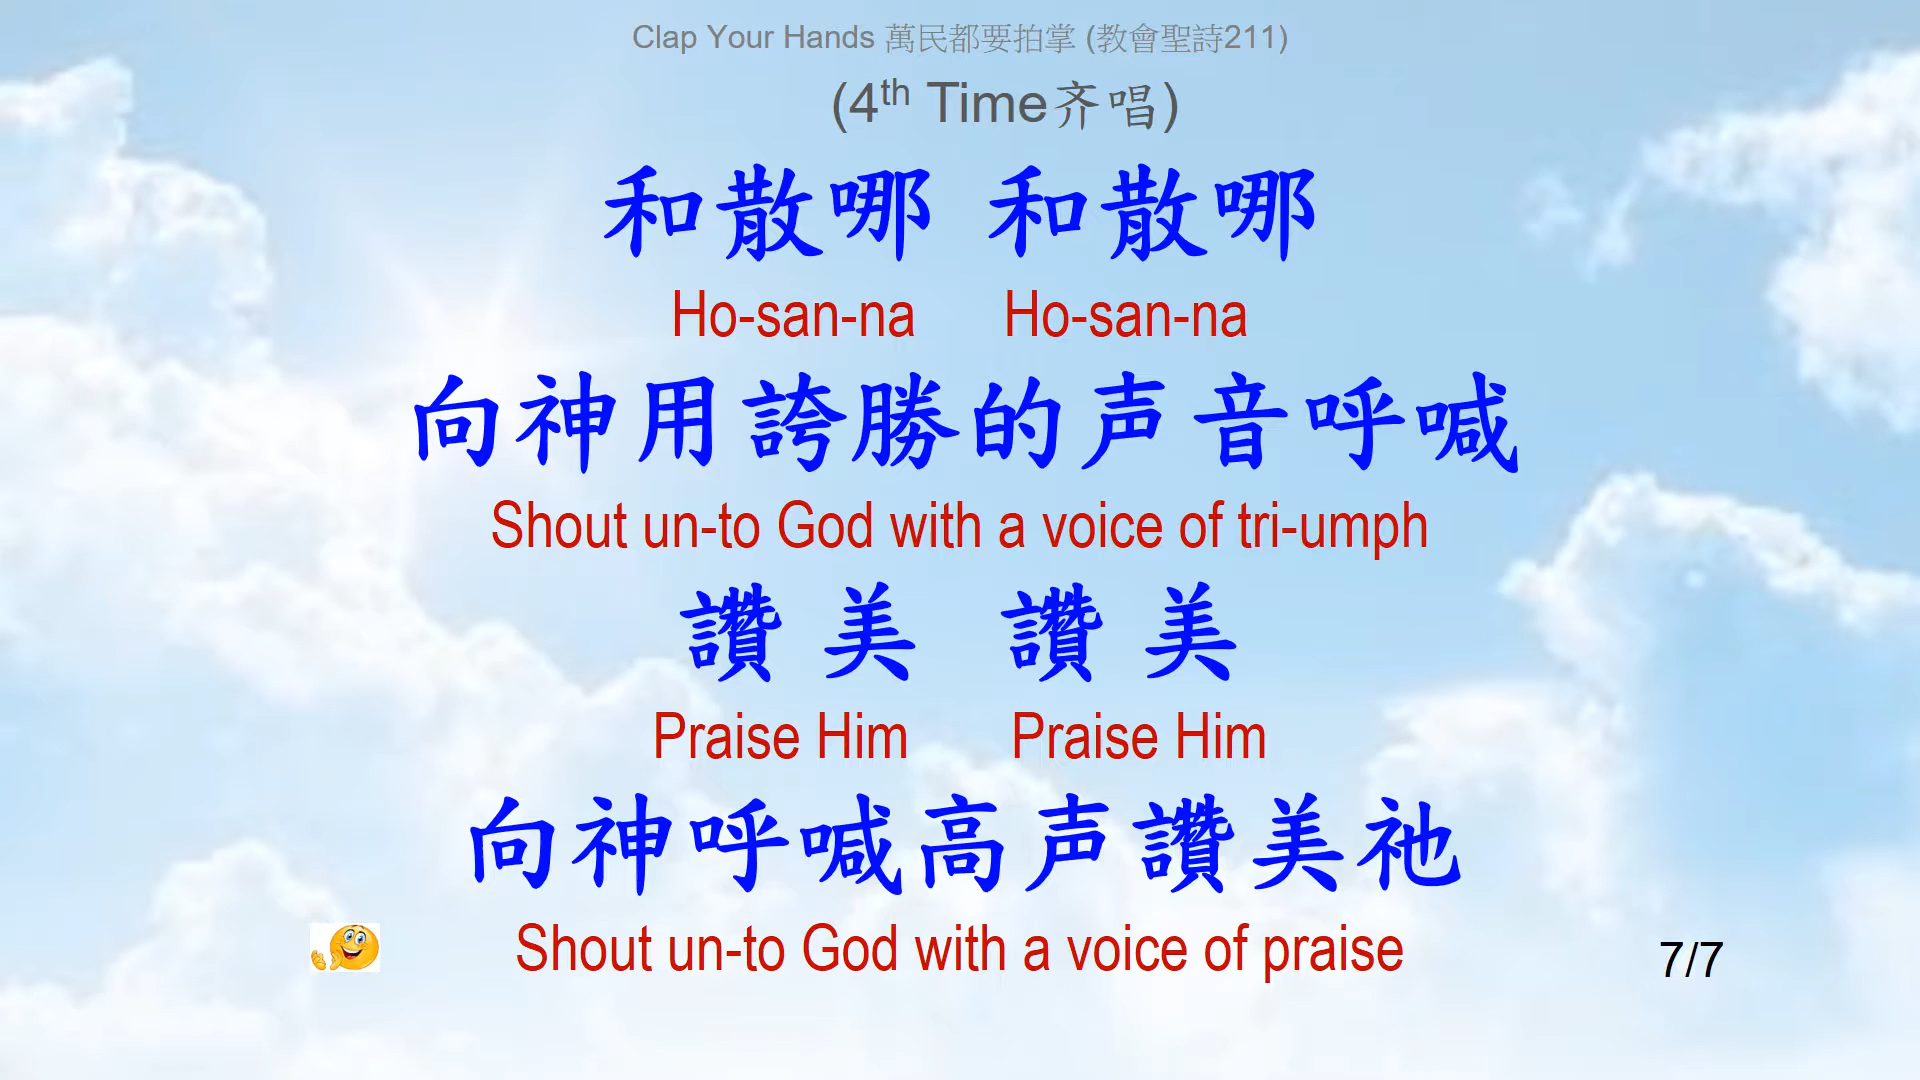 Clap Your Hands 萬民都要拍掌 (教會聖詩211)
(4th Time齐唱)
和散哪 和散哪
Ho-san-na Ho-san-na
向神用誇勝的声音呼喊
Shout un-to God with a voice of tri-umph
讚 美 讚 美
Praise Him Praise Him
向神呼喊高声讚美祂
Shout un-to God with a voice of praise
7/7